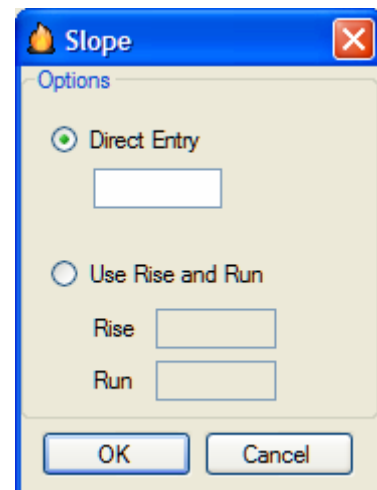 Slope
Options
Direct Entry
Use Rise and Run
Rise
Run
OK Cancel